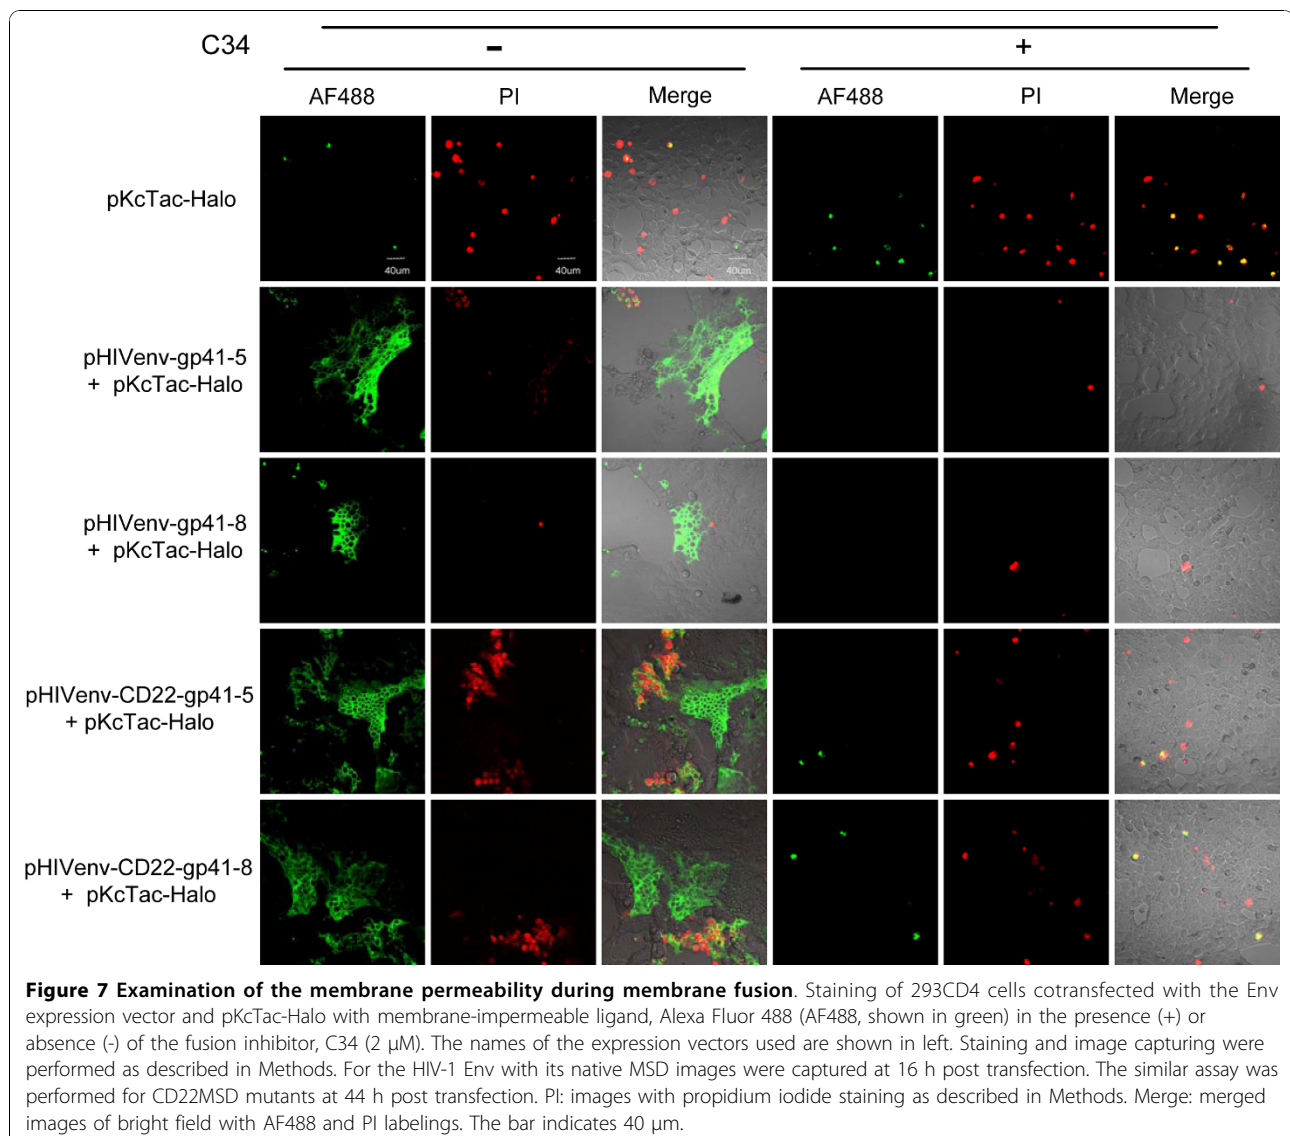 C34
–
+
AF488
PI
Merge
AF488
PI
Merge
pKcTac-Halo
40um
40um
40um
pHIVenv-gp41-5
+ pKcTac-Halo
pHIVenv-gp41-8
+ pKcTac-Halo
pHIVenv-CD22-gp41-5
+ pKcTac-Halo
pHIVenv-CD22-gp41-8
+ pKcTac-Halo
Figure 7 Examination of the membrane permeability during membrane fusion. Staining of 293CD4 cells cotransfected with the Env
expression vector and pKcTac-Halo with membrane-impermeable ligand, Alexa Fluor 488 (AF488, shown in green) in the presence (+) or
absence (-) of the fusion inhibitor, C34 (2 μM). The names of the expression vectors used are shown in left. Staining and image capturing were
performed as described in Methods. For the HIV-1 Env with its native MSD images were captured at 16 h post transfection. The similar assay was
performed for CD22MSD mutants at 44 h post transfection. PI: images with propidium iodide staining as described in Methods. Merge: merged
images of bright field with AF488 and PI labelings. The bar indicates 40 μm.